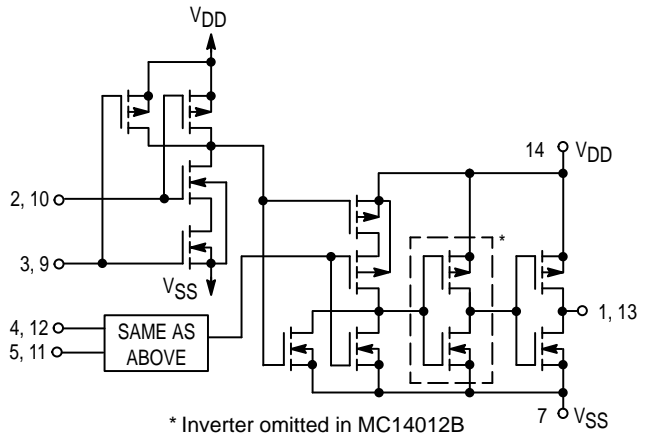 VDD
14 VDD
2, 10
*
3, 9
VSS
1, 13
4, 12
SAME AS
5, 11
ABOVE
7 VSS
* Inverter omitted in MC14012B